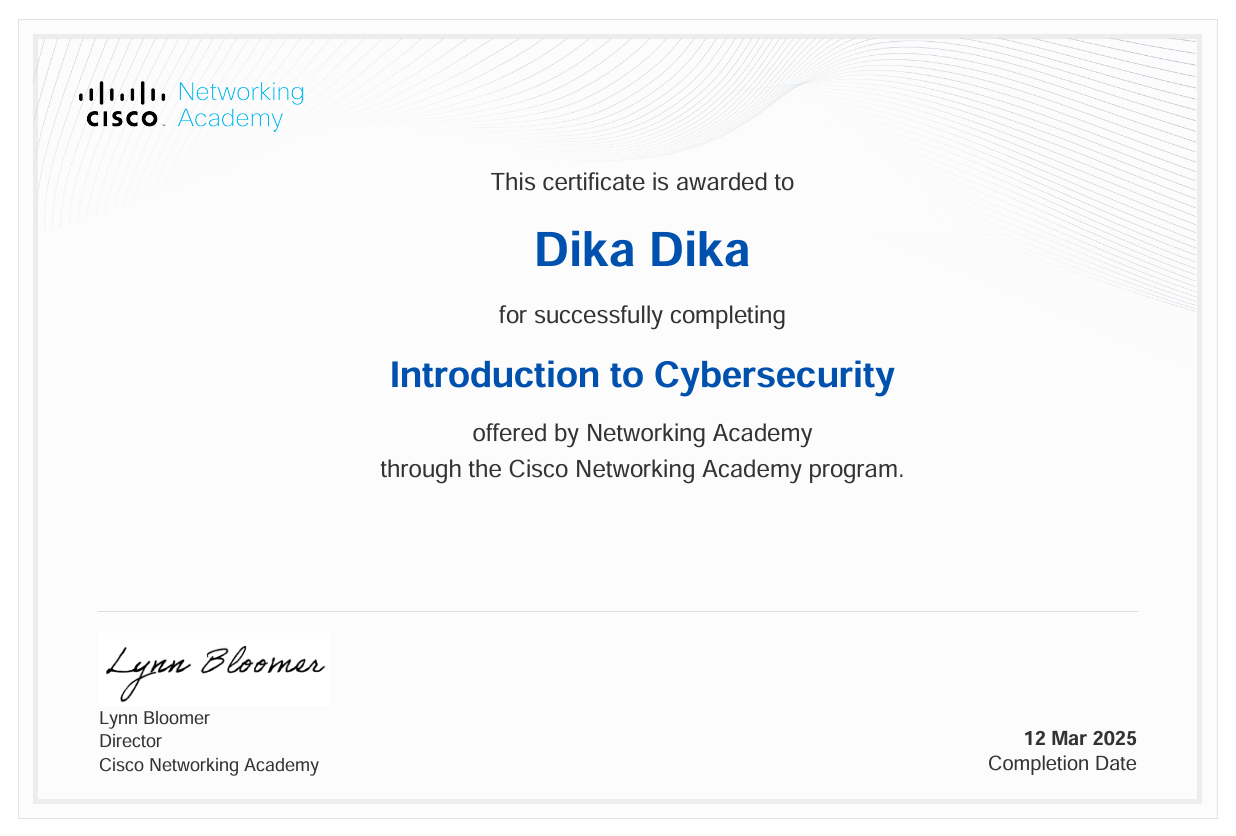 Networking
CISCO Academy
This certificate is awarded to
Dika Dika
for successfully completing
Introduction to Cybersecurity
offered by Networking Academy
through the Cisco Networking Academy program.
Lynn Bloomer
Lynn Bloomer
Director
Cisco Networking Academy
12 Mar 2025
Completion Date